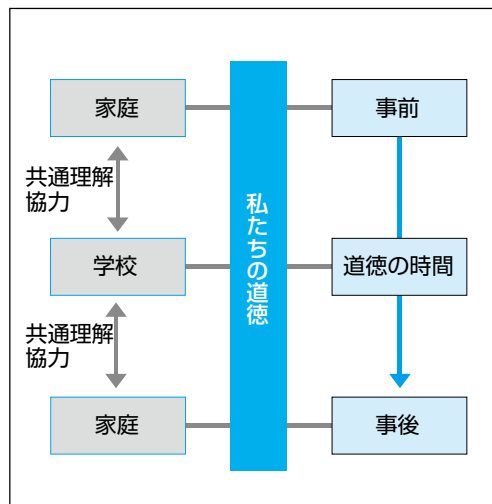 家庭
事前
共通理解
協力
私たちの道徳
学校
道徳の時間
共通理解
協力
家庭
事後